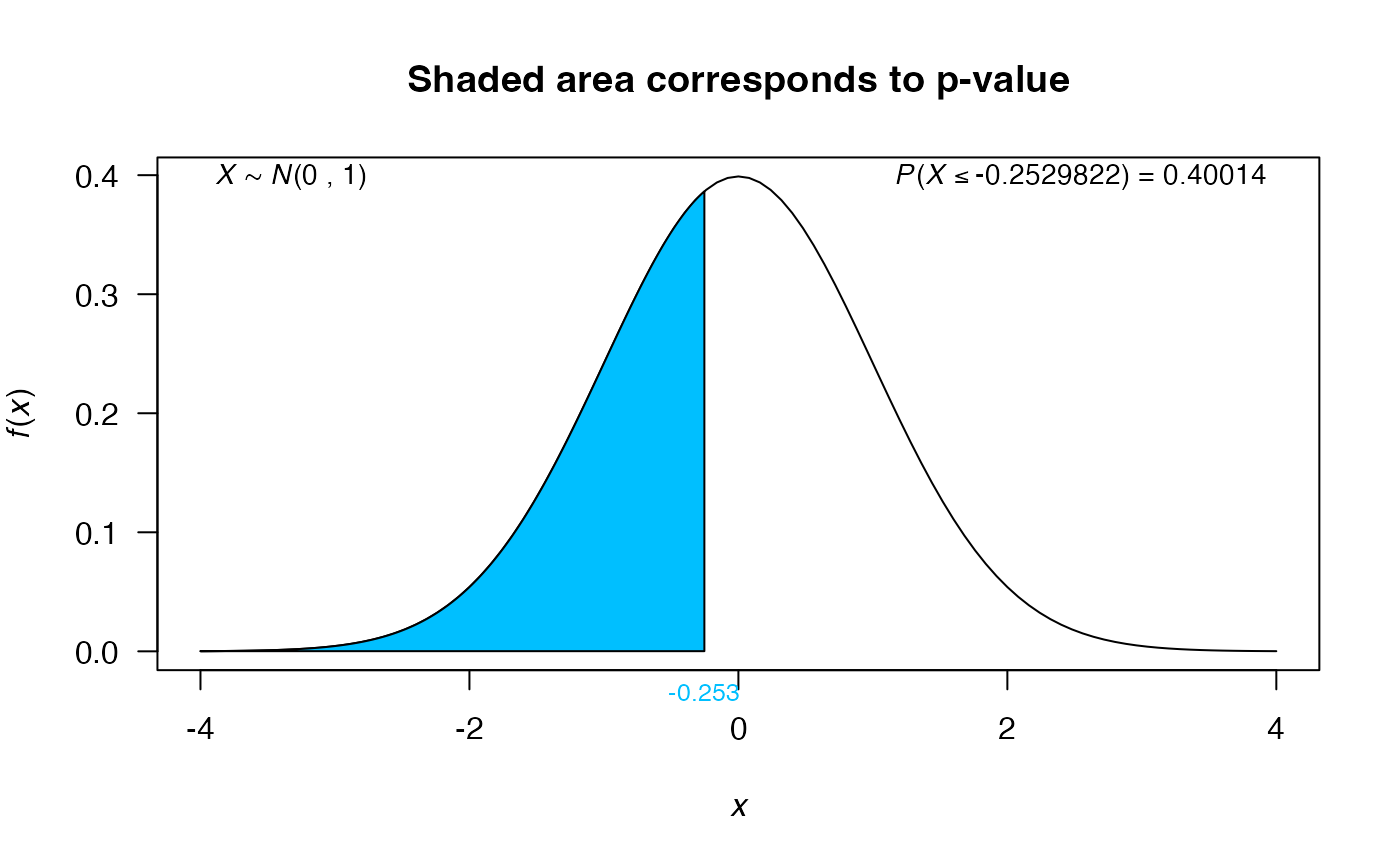 Shaded area corresponds to p-value
X ~ N(0 , 1)
P(X ≤ -0.2529822) = 0.40014
0.4
0.3
0.2
0.1
0.0
f(x)
-0.253
-4 -2 0 2 4
x